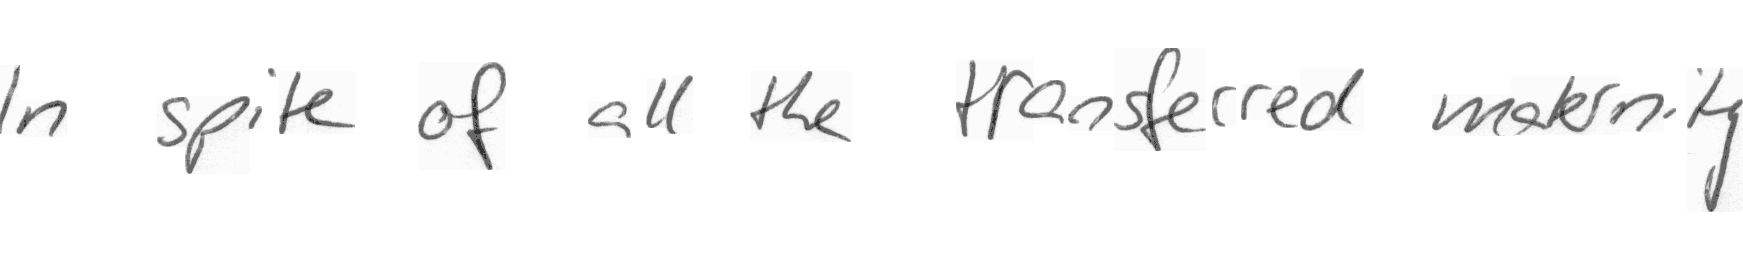 In spite of all the transferred maternity